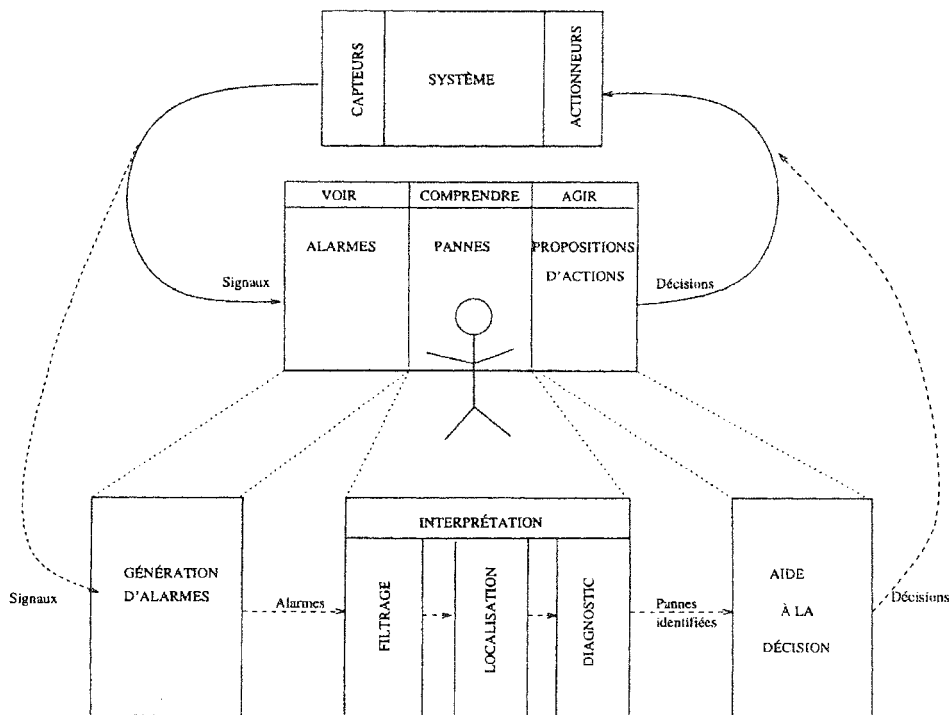 CAPTEURS
SYSTÈME
ACTIONNEURS
VOIR
COMPRENDRE
AGIR
ALARMES
PANNES
PROPOSITIONS
D'ACTIONS
Signaux
Décisions
INTERPRÉTATION
GÉNÉRATION
D'ALARMES
FILTRAGE
LOCALISATION
DIAGNOSTIC
AIDE
À LA
DÉCISION
Signaux
Alarmes
Pannes
identifiées
Décisions